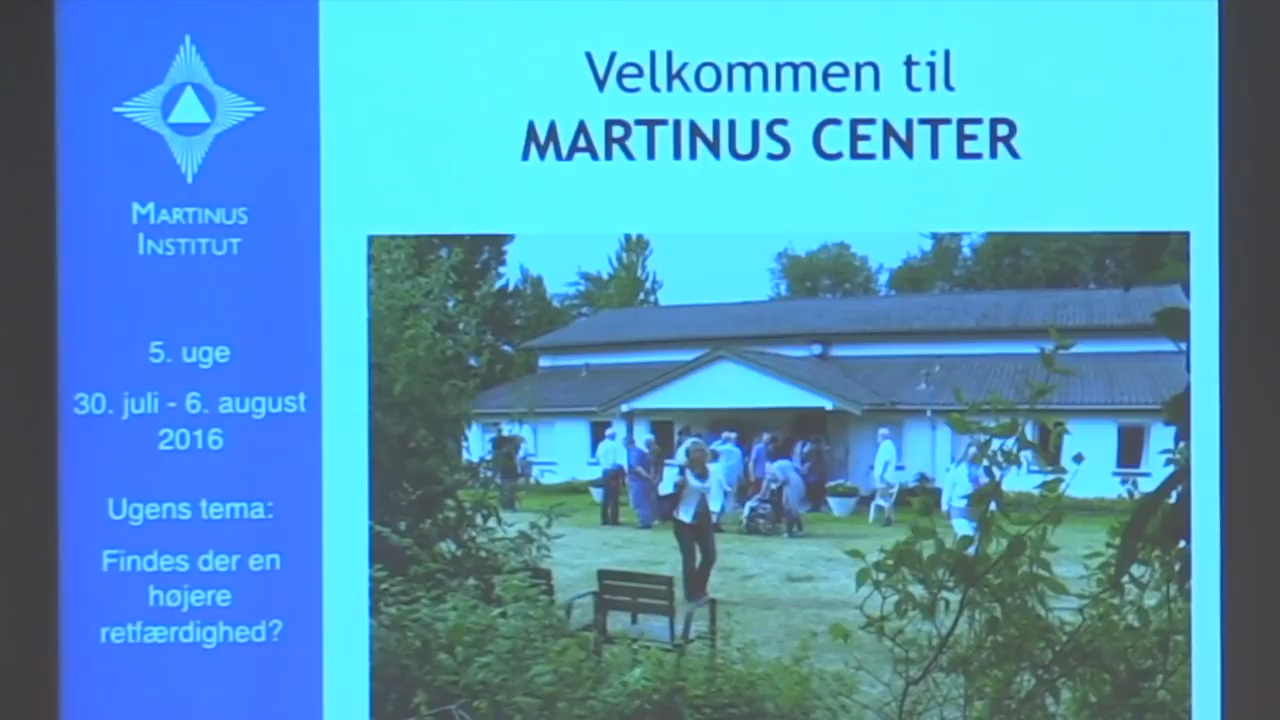 Velkommen til
MARTINUS CENTER
MARTINUS
INSTITUT
5. uge
30. juli - 6. august
2016
Ugens tema:
Findes der en
højere
retfærdighed?